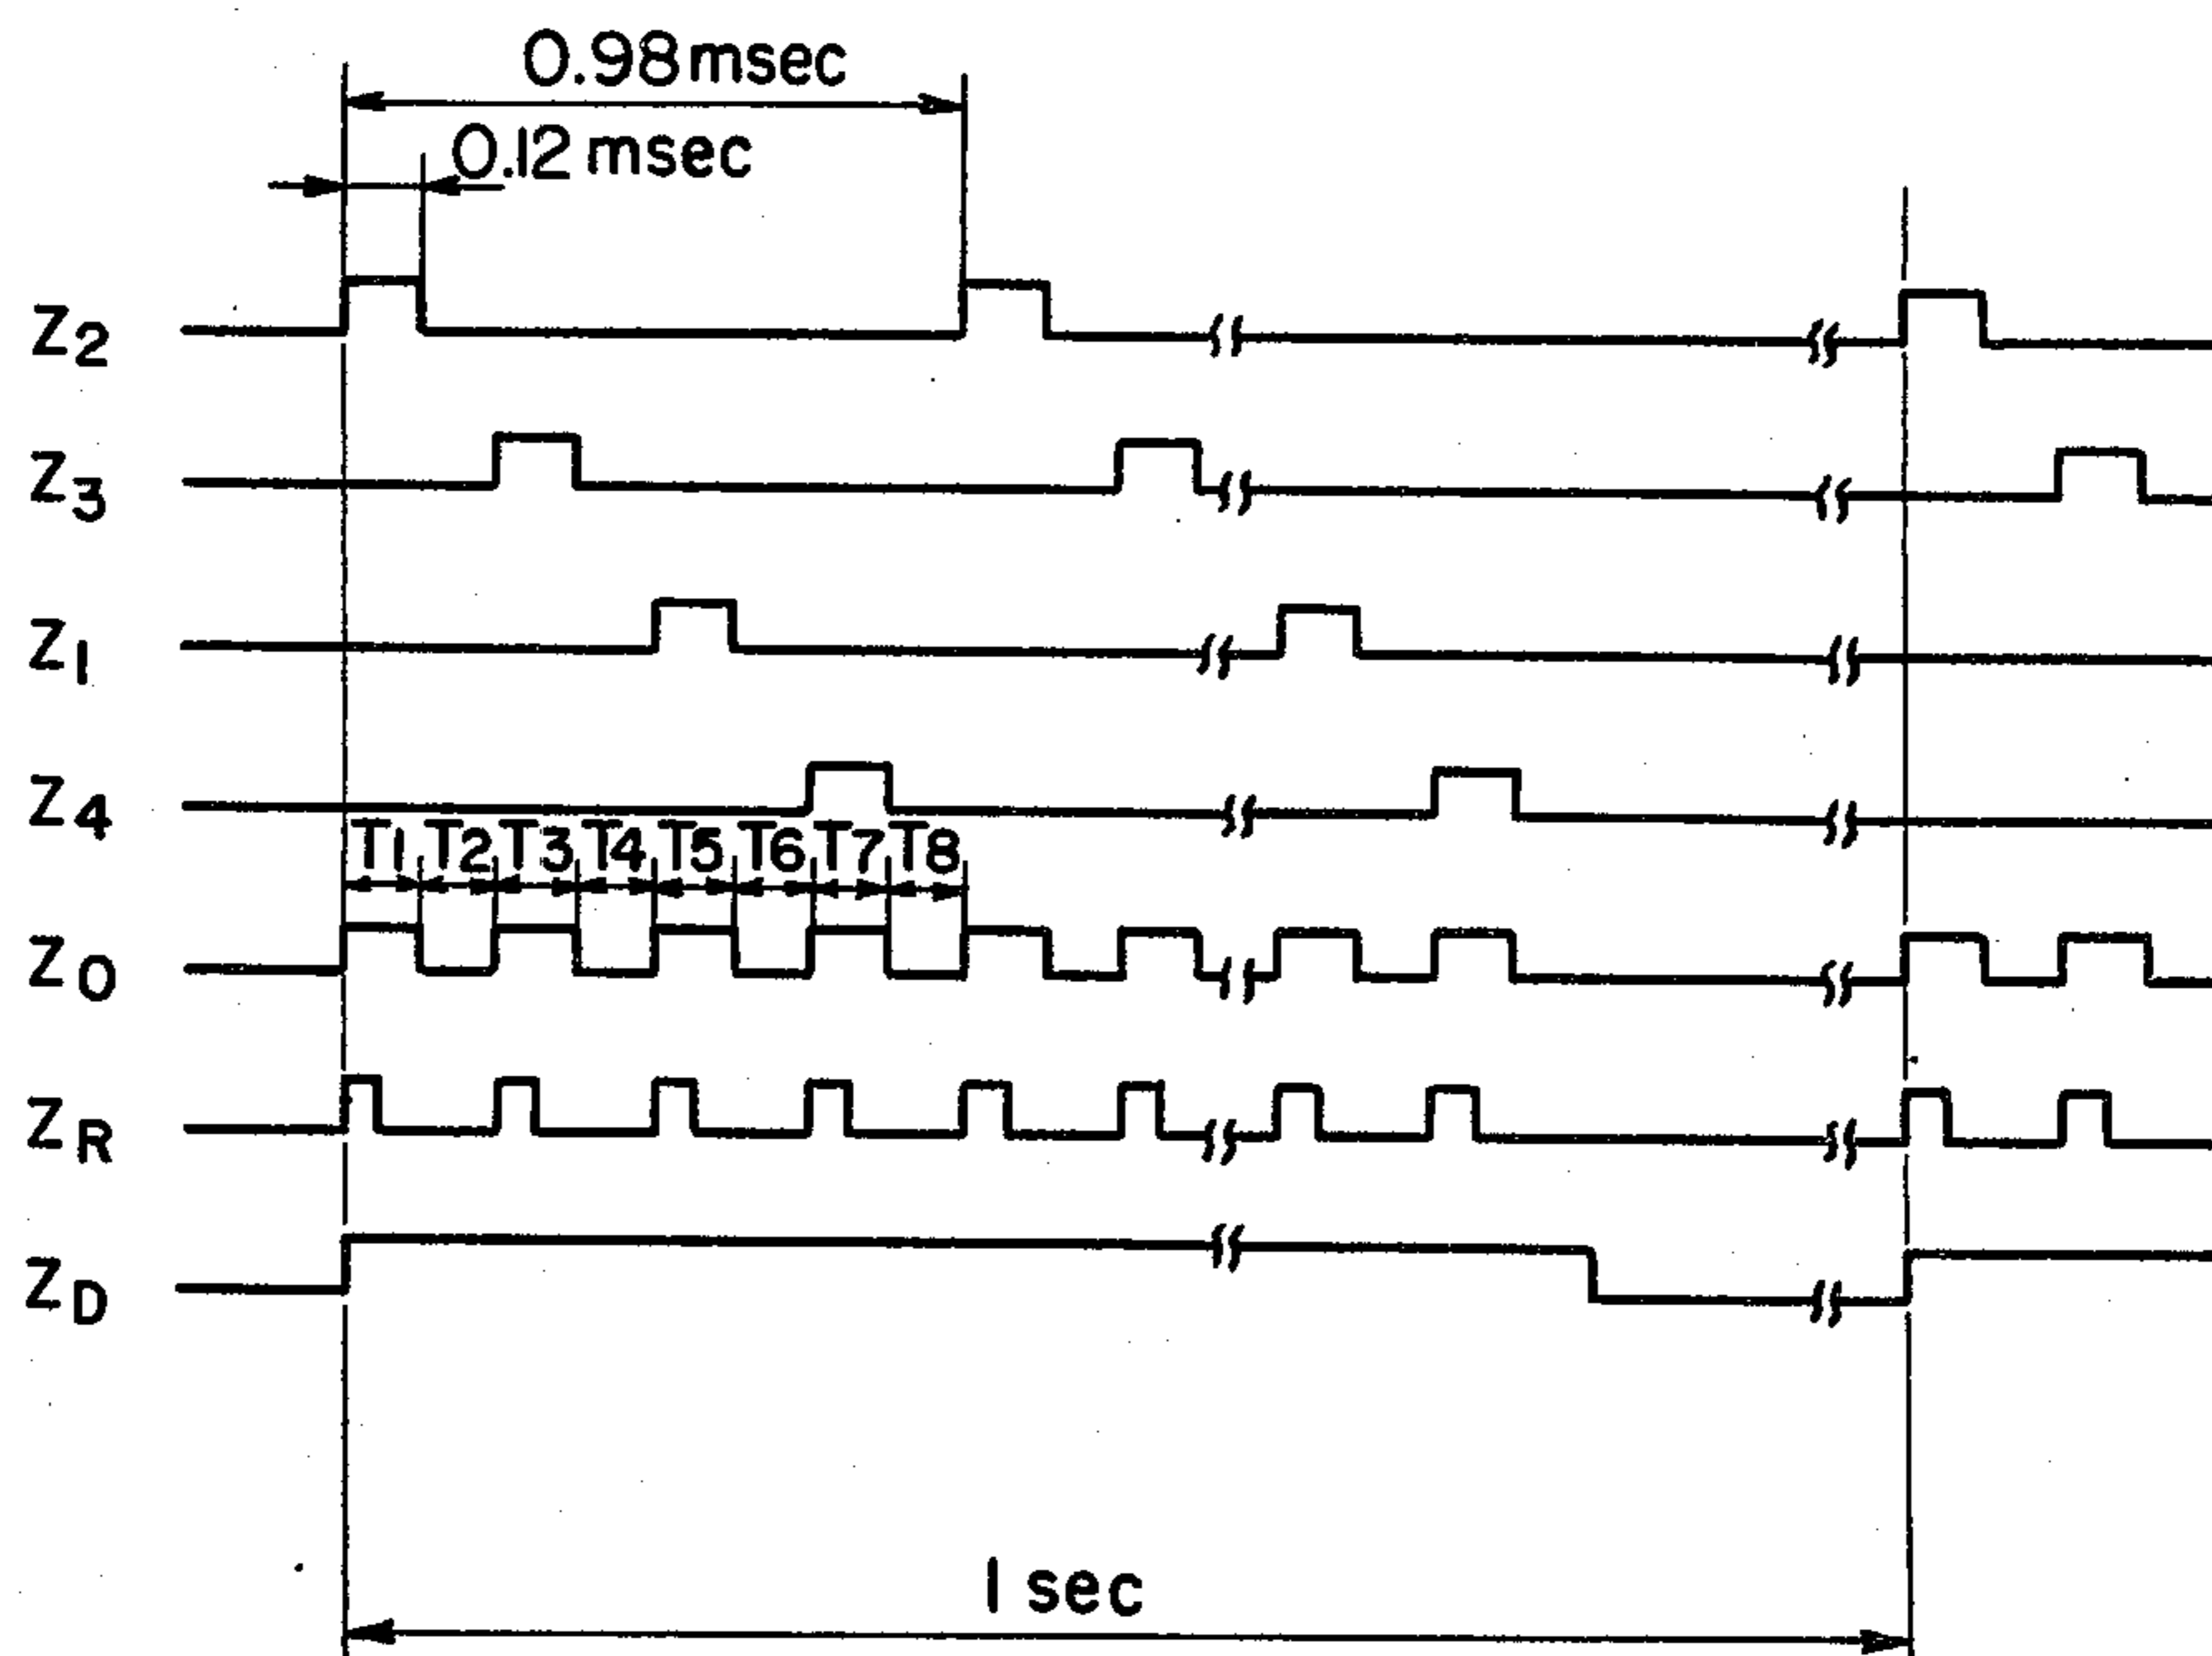 0.98 msec
0.12 msec
Z2
Z3
Z1
Z4
T1 T2 T3 T4 T5 T6 T7 T8
Z0
ZR
ZD
1 sec